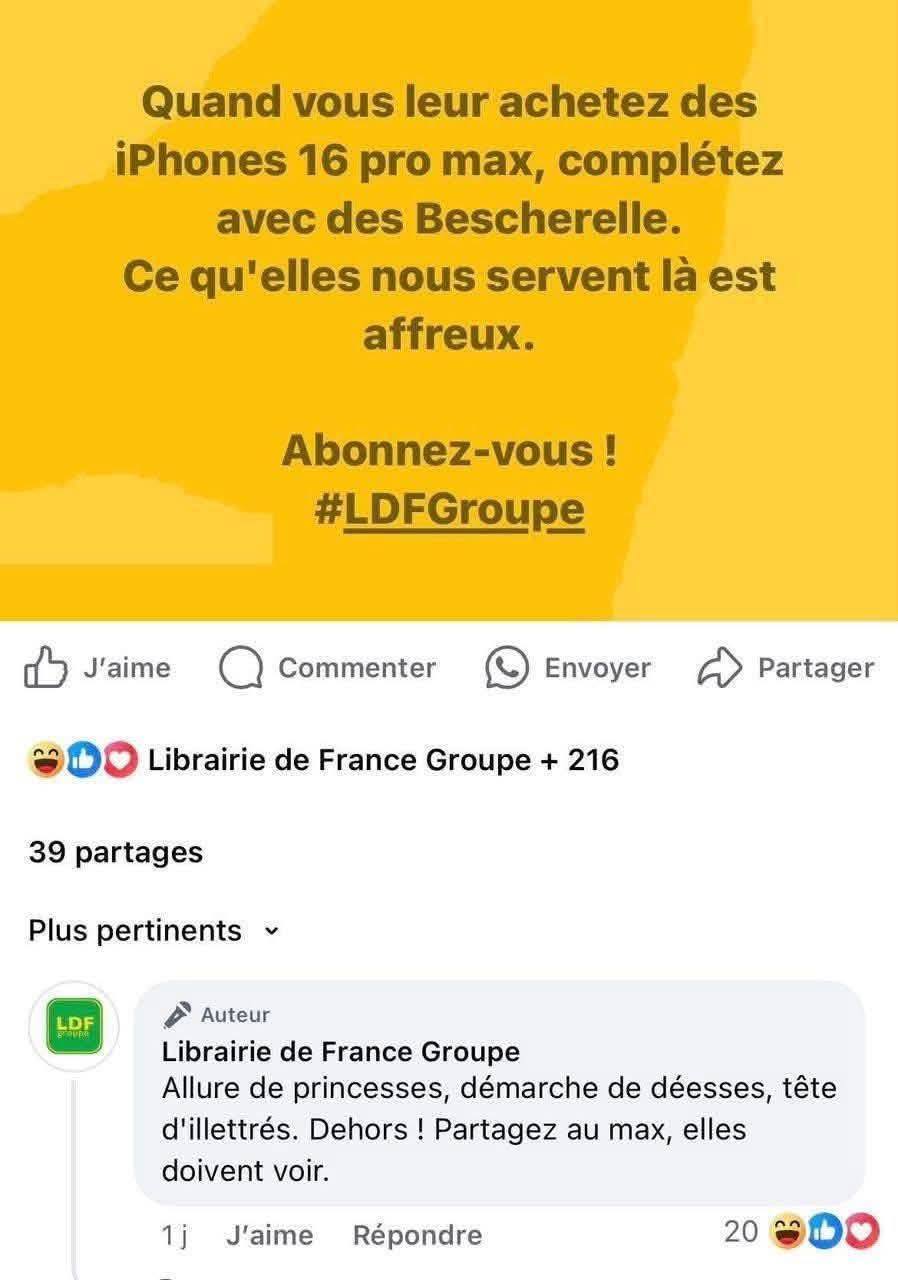 Quand vous leur achetez des
iPhones 16 pro max, complétez
avec des Bescherelle.
Ce qu'elles nous servent là est
affreux.
Abonnez-vous !
#LDFGroupe
J’aime
Commenter
Envoyer
Partager
Librairie de France Groupe + 216
39 partages
Plus pertinents
LDF
groupe
Auteur
Librairie de France Groupe
Allure de princesses, démarche de déesses, tête
d'illettrés. Dehors ! Partagez au max, elles
doivent voir.
1 j J’aime Répondre 20